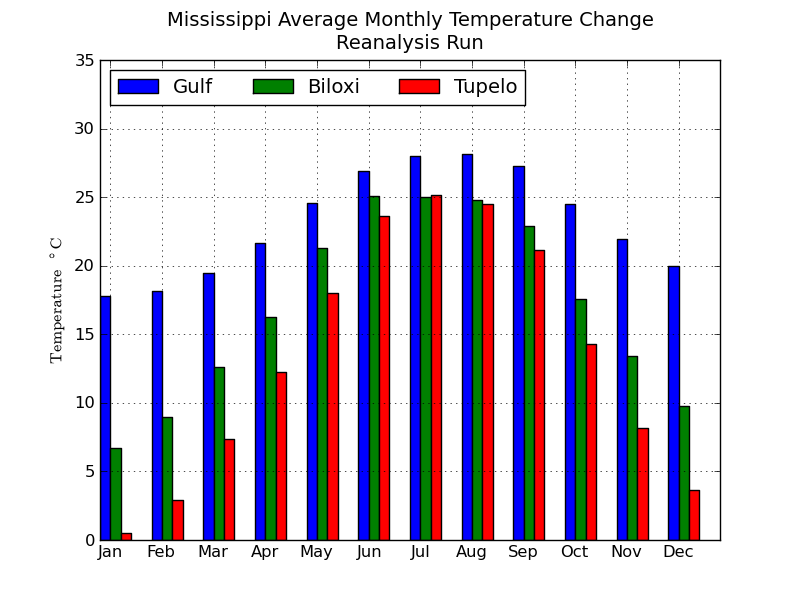 Mississippi Average Monthly Temperature Change
Reanalysis Run
Gulf Biloxi Tupelo
Temperature °C
35
30
25
20
15
10
5
0
Jan Feb Mar Apr May Jun Jul Aug Sep Oct Nov Dec